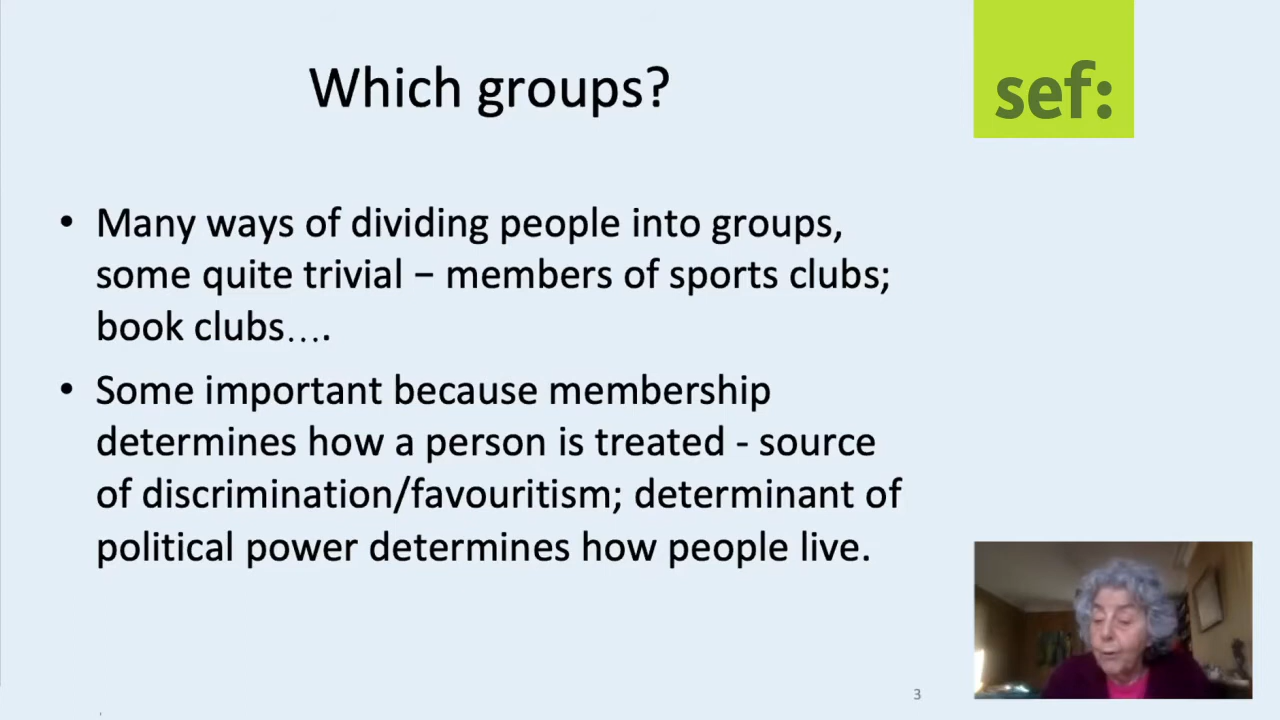 Which groups?
sef:
• Many ways of dividing people into groups,
some quite trivial – members of sports clubs;
book clubs….
• Some important because membership
determines how a person is treated - source
of discrimination/favouritism; determinant of
political power determines how people live.
3